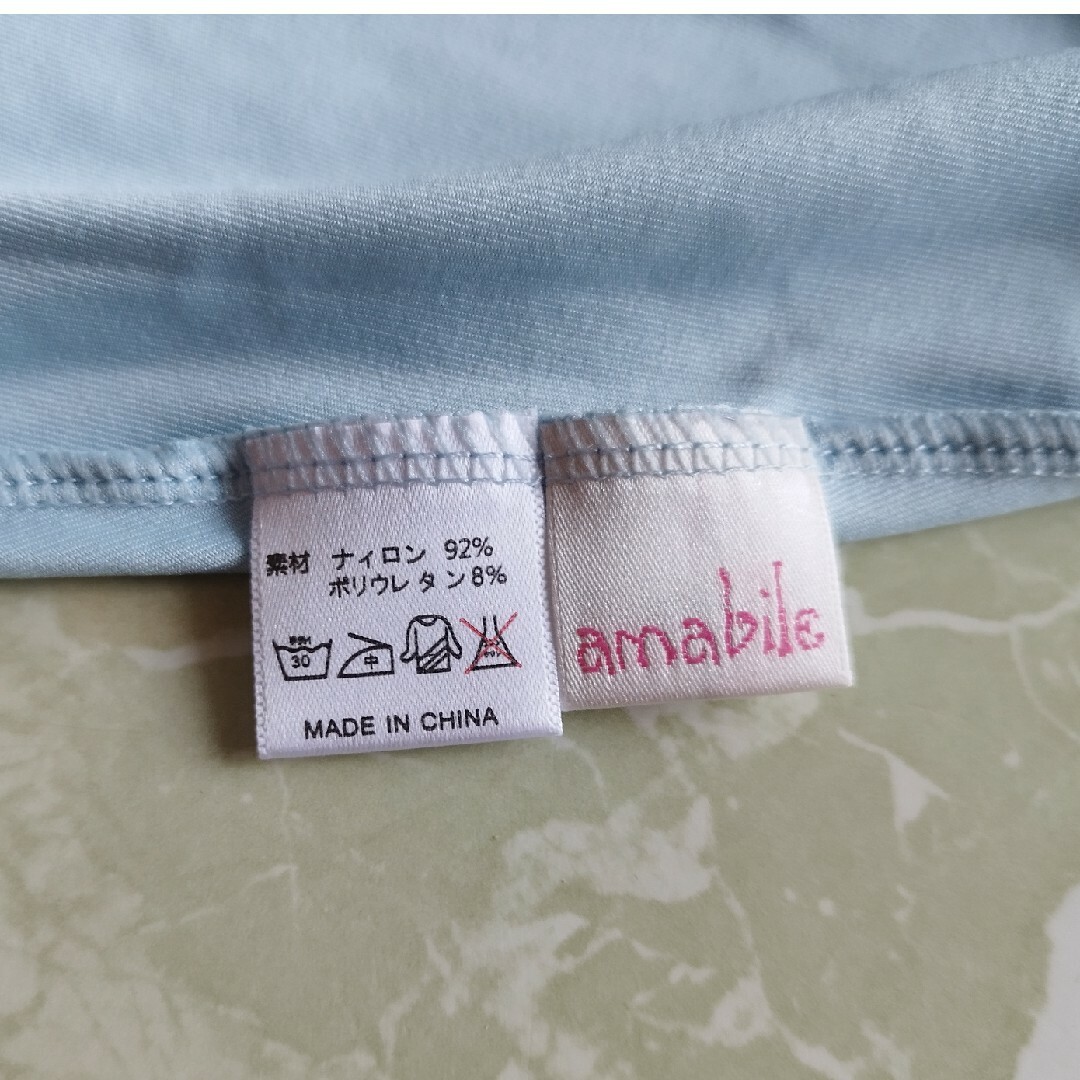 素材 ナイロン 92%
ポリウレタン 8%
30 中
MADE IN CHINA
amabile